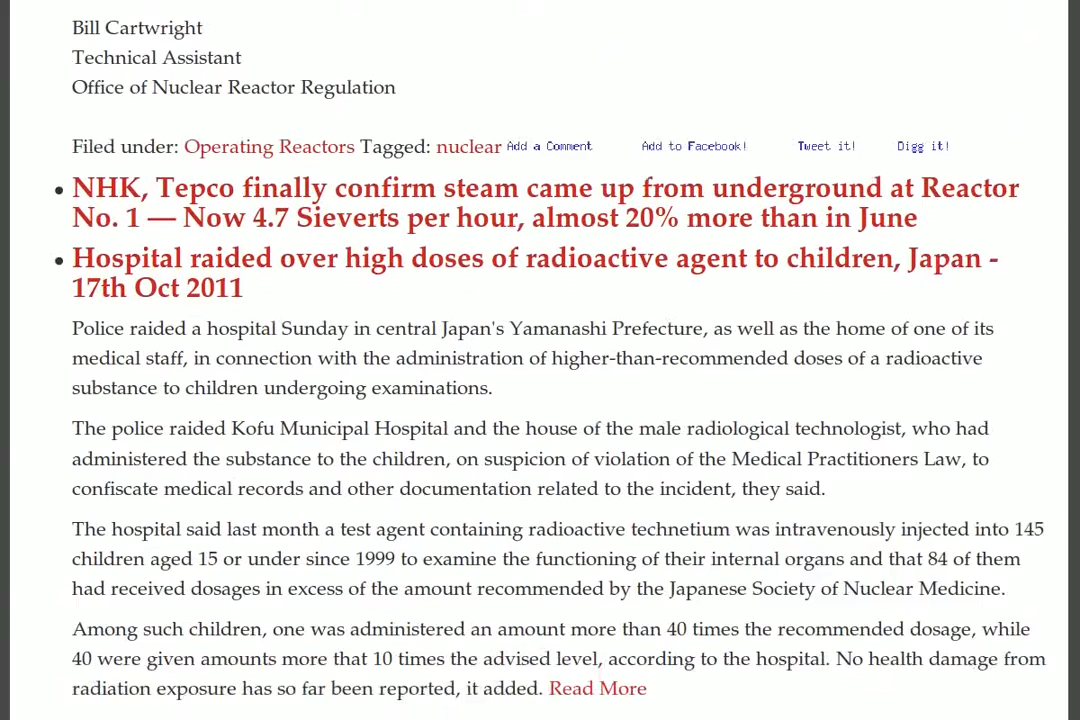 Bill Cartwright
Technical Assistant
Office of Nuclear Reactor Regulation
Filed under: Operating Reactors Tagged: nuclear Add a Comment Add to Facebook! Tweet it! Digg it!
• NHK, Tepco finally confirm steam came up from underground at Reactor
No. 1 — Now 4.7 Sieverts per hour, almost 20% more than in June
• Hospital raided over high doses of radioactive agent to children, Japan -
17th Oct 2011
Police raided a hospital Sunday in central Japan's Yamanashi Prefecture, as well as the home of one of its
medical staff, in connection with the administration of higher-than-recommended doses of a radioactive
substance to children undergoing examinations.
The police raided Kofu Municipal Hospital and the house of the male radiological technologist, who had
administered the substance to the children, on suspicion of violation of the Medical Practitioners Law, to
confiscate medical records and other documentation related to the incident, they said.
The hospital said last month a test agent containing radioactive technetium was intravenously injected into 145
children aged 15 or under since 1999 to examine the functioning of their internal organs and that 84 of them
had received dosages in excess of the amount recommended by the Japanese Society of Nuclear Medicine.
Among such children, one was administered an amount more than 40 times the recommended dosage, while
40 were given amounts more that 10 times the advised level, according to the hospital. No health damage from
radiation exposure has so far been reported, it added. Read More